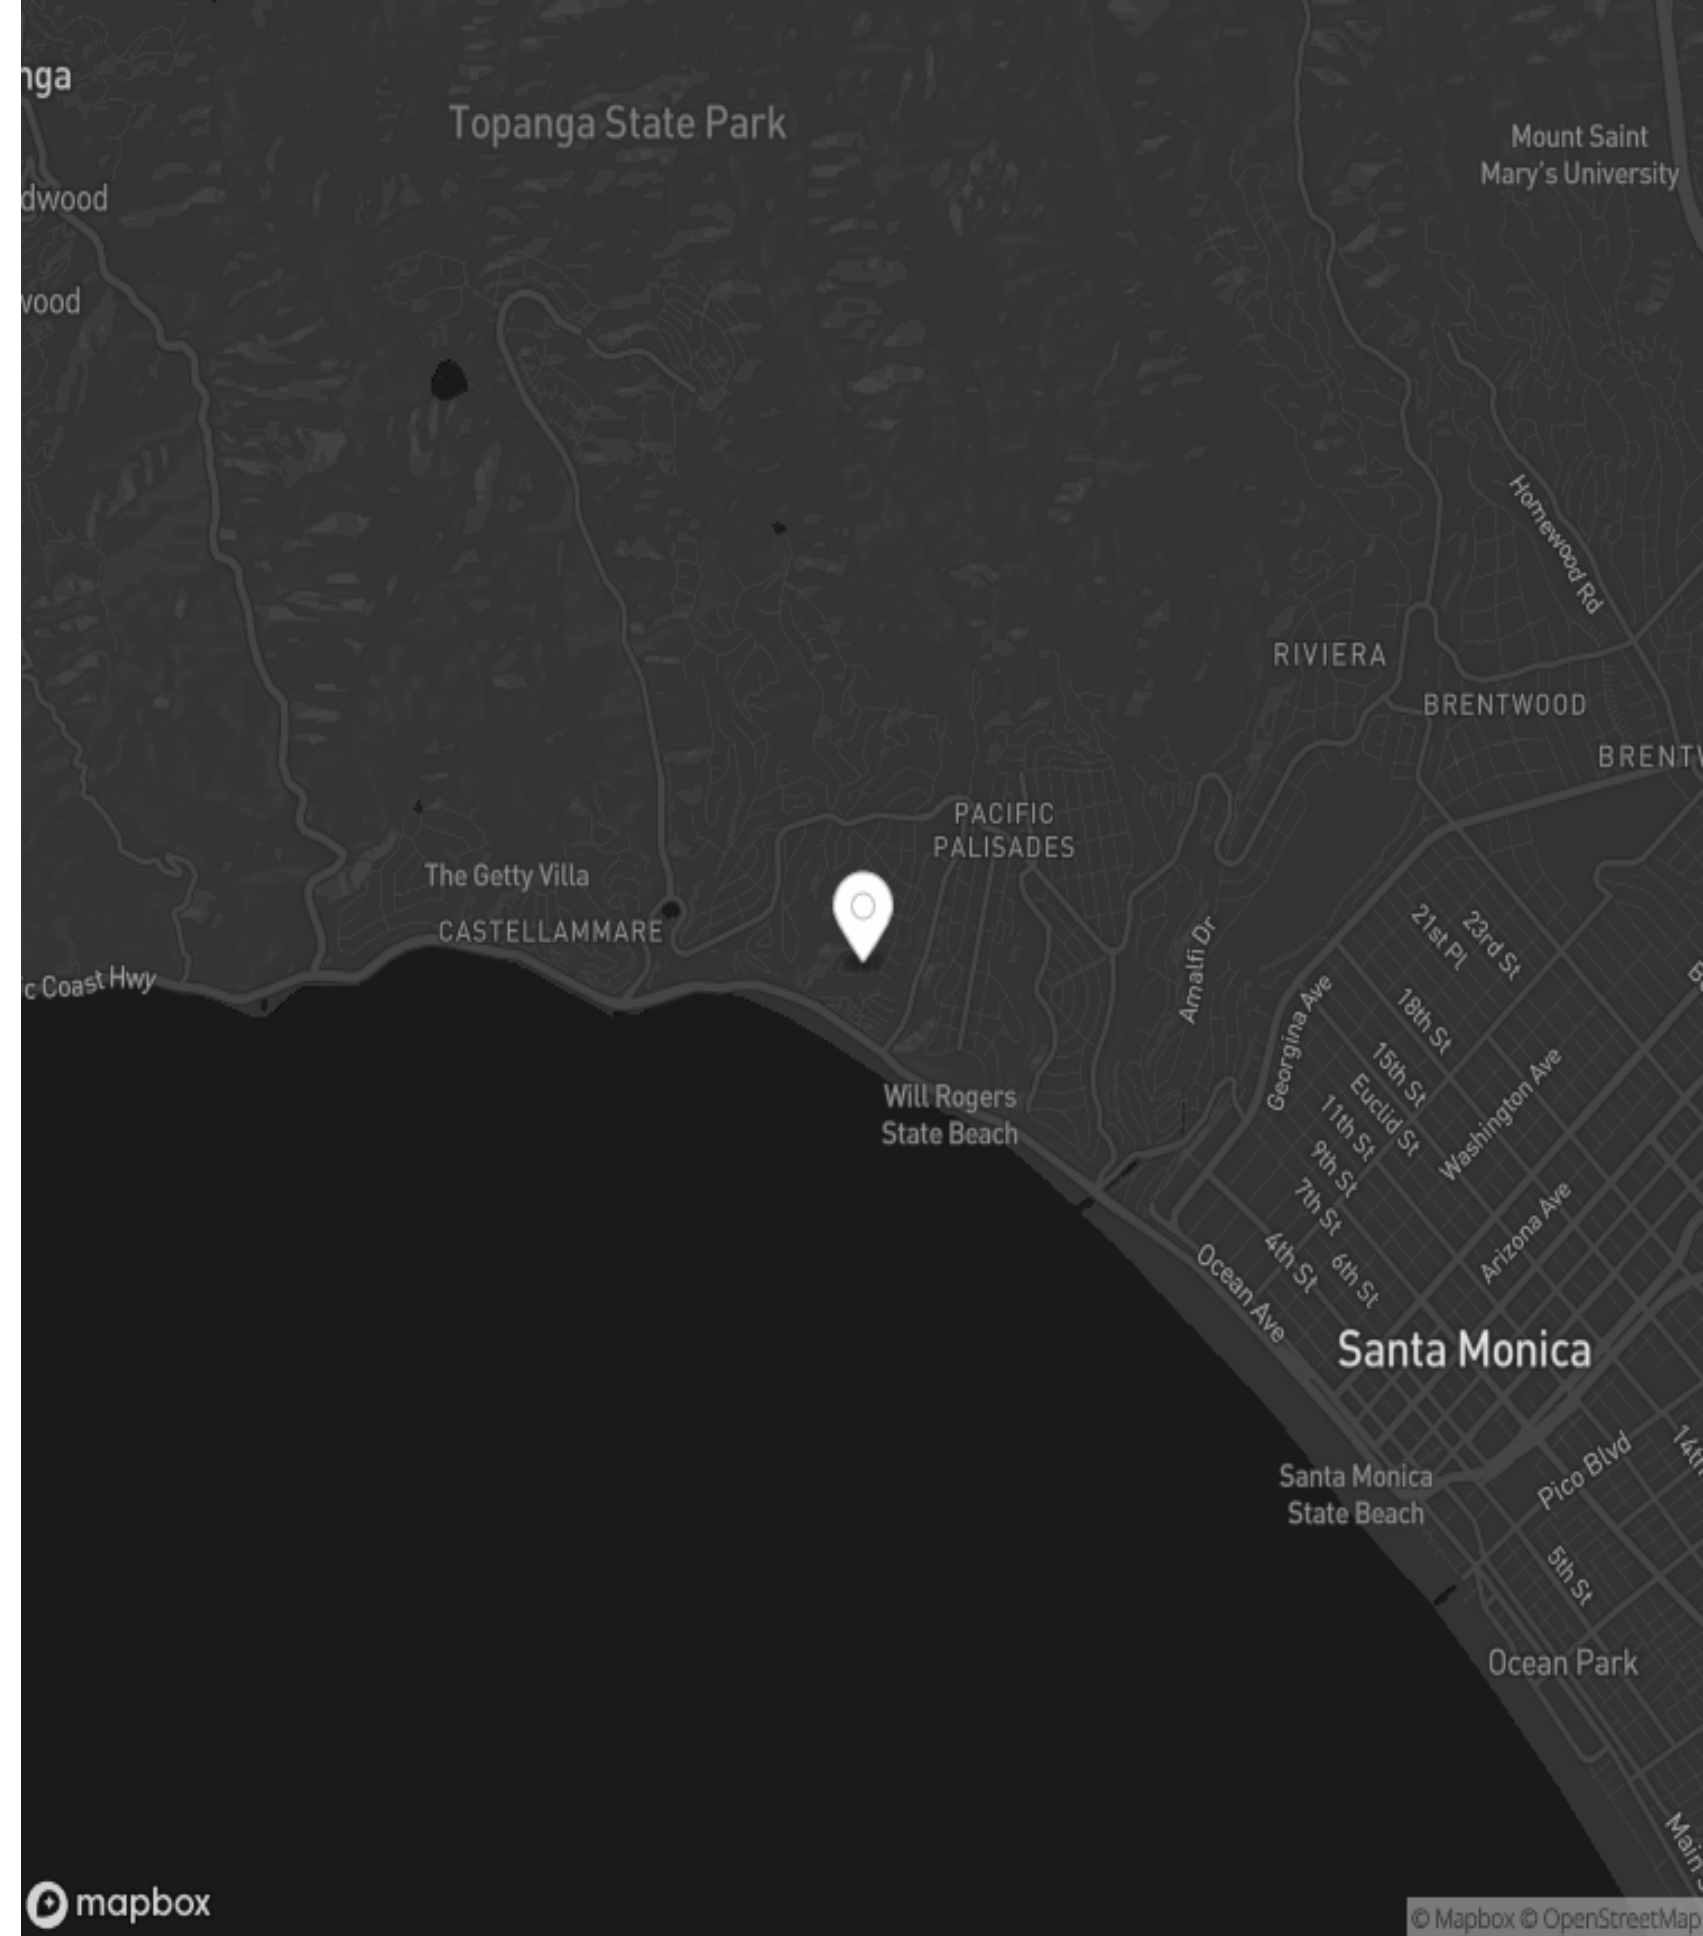 nga
Topanga State Park
Mount Saint
Mary's University
dwood
wood
Homewood Rd
RIVIERA
BRENTWOOD
BRENTW
PACIFIC
PALISADES
The Getty Villa
CASTELLAMMARE
c Coast Hwy
Amalfi Dr
21st Pl
23rd St
Georgina Ave
18th St
15th St
Euclid St
11th St
9th St
7th St
Washington Ave
Will Rogers
State Beach
4th St
6th St
Arizona Ave
Ocean Ave
Santa Monica
Santa Monica
State Beach
Pico Blvd
14th
5th St
Ocean Park
Main
mapbox
© Mapbox © OpenStreetMap